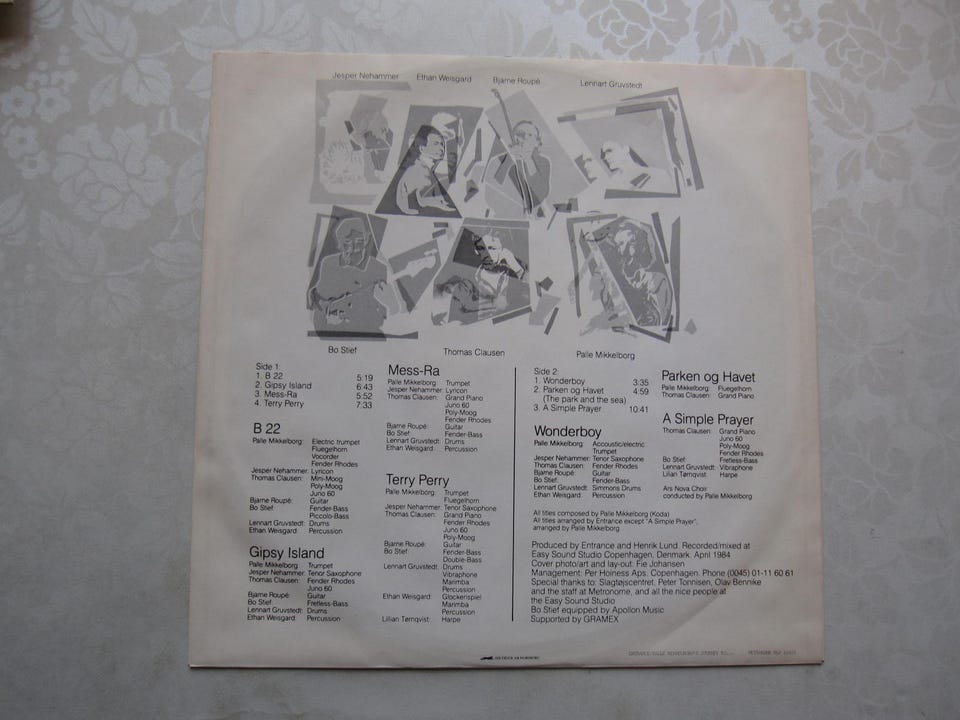 Jesper Nehammer Ethan Weisgard Bjarne Roupé Lennart Gruvstedt
Bo Stief Thomas Clausen Palle Mikkelborg
Side 1:
1. B 22 5:19
2. Gipsy Island 6:43
3. Mess-Ra 5:52
4. Terry Perry 7:33
B 22
Palle Mikkelborg: Electric trumpet
Fluegelhorn
Vocorder
Fender Rhodes
Jesper Nehammer: Lyricon
Thomas Clausen: Mini-Moog
Poly-Moog
Juno 60
Bjarne Roupé: Guitar
Bo Stief: Fender-Bass
Piccolo-Bass
Lennart Gruvstedt: Drums
Ethan Weisgard: Percussion
Gipsy Island
Palle Mikkelborg: Trumpet
Jesper Nehammer: Tenor Saxophone
Thomas Clausen: Fender Rhodes
Juno 60
Bjarne Roupé: Guitar
Bo Stief: Fretless-Bass
Lennart Gruvstedt: Drums
Ethan Weisgard: Percussion
Mess-Ra
Palle Mikkelborg: Trumpet
Jesper Nehammer: Lyricon
Thomas Clausen: Grand Piano
Juno 60
Poly-Moog
Fender Rhodes
Bjarne Roupé: Guitar
Bo Stief: Fender-Bass
Lennart Gruvstedt: Drums
Ethan Weisgard: Percussion
Terry Perry
Palle Mikkelborg: Trumpet
Fluegelhorn
Jesper Nehammer: Tenor Saxophone
Thomas Clausen: Grand Piano
Fender Rhodes
Juno 60
Poly-Moog
Bjarne Roupé: Guitar
Bo Stief: Fender-Bass
Double-Bass
Lennart Gruvstedt: Drums
Vibraphone
Marimba
Percussion
Ethan Weisgard: Glockenspiel
Marimba
Percussion
Lillian Tørnqvist: Harpe
Side 2:
1. Wonderboy 3:35
2. Parken og Havet 4:59
(The park and the sea)
3. A Simple Prayer 10:41
Wonderboy
Palle Mikkelborg: Accoustic/electric
Trumpet
Jesper Nehammer: Tenor Saxophone
Thomas Clausen: Fender Rhodes
Bjarne Roupé: Guitar
Bo Stief: Fender-Bass
Lennart Gruvstedt: Simmons Drums
Ethan Weisgard: Percussion
Parken og Havet
Palle Mikkelborg: Fluegelhorn
Thomas Clausen: Grand Piano
A Simple Prayer
Thomas Clausen: Grand Piano
Juno 60
Poly-Moog
Fender Rhodes
Bo Stief: Fretless-Bass
Lennart Gruvstedt: Vibraphone
Lilian Tørnqvist: Harpe
Ars Nova Choir
conducted by Palle Mikkelborg
All titles composed by Palle Mikkelborg (Koda)
All titles arranged by Entrance except "A Simple Prayer",
arranged by Palle Mikkelborg
Produced by Entrance and Henrik Lund. Recorded/mixed at
Easy Sound Studio Copenhagen, Denmark. April 1984
Cover photo/art and lay-out: Fie Johansen
Management: Per Hoiness Aps. Copenhagen. Phone (0045) 01-11 60 61
Special thanks to: Slagtøjscentret, Peter Tonnisen, Olav Bennike
and the staff at Metronome, and all the nice people at
the Easy Sound Studio
Bo Stief equipped by Apollon Music
Supported by GRAMEX